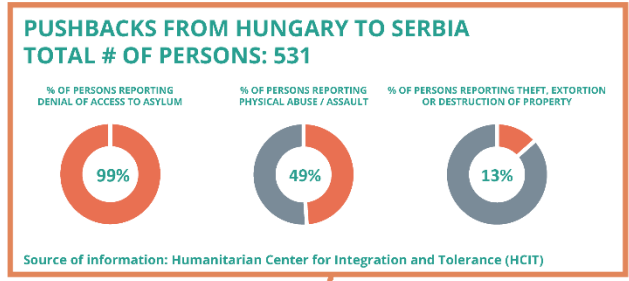 PUSHBACKS FROM HUNGARY TO SERBIA
TOTAL # OF PERSONS: 531
% OF PERSONS REPORTING
DENIAL OF ACCESS TO ASYLUM
% OF PERSONS REPORTING
PHYSICAL ABUSE / ASSAULT
% OF PERSONS REPORTING THEFT, EXTORTION
OR DESTRUCTION OF PROPERTY
99%
49%
13%
Source of information: Humanitarian Center for Integration and Tolerance (HCIT)